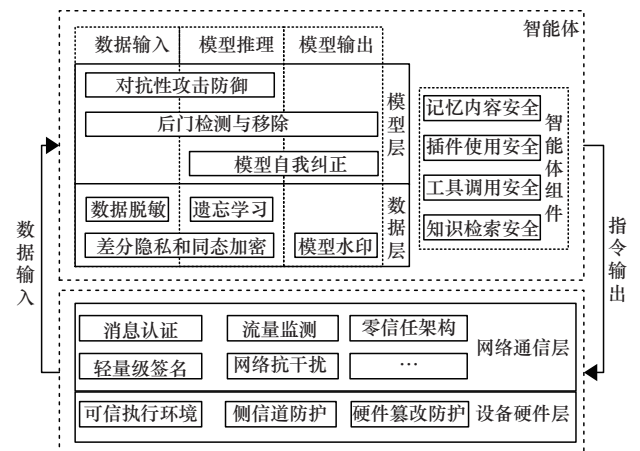 智能体
数据输入 模型推理 模型输出
对抗性攻击防御
后门检测与移除
模型自我纠正
模型层
数据脱敏 遗忘学习
差分隐私和同态加密 模型水印
数据层
记忆内容安全
插件使用安全
工具调用安全
知识检索安全
智能体组件
数据输入
指令输出
消息认证 流量监测 零信任架构
轻量级签名 网络抗干扰 …
网络通信层
可信执行环境 侧信道防护 硬件篡改防护 设备硬件层